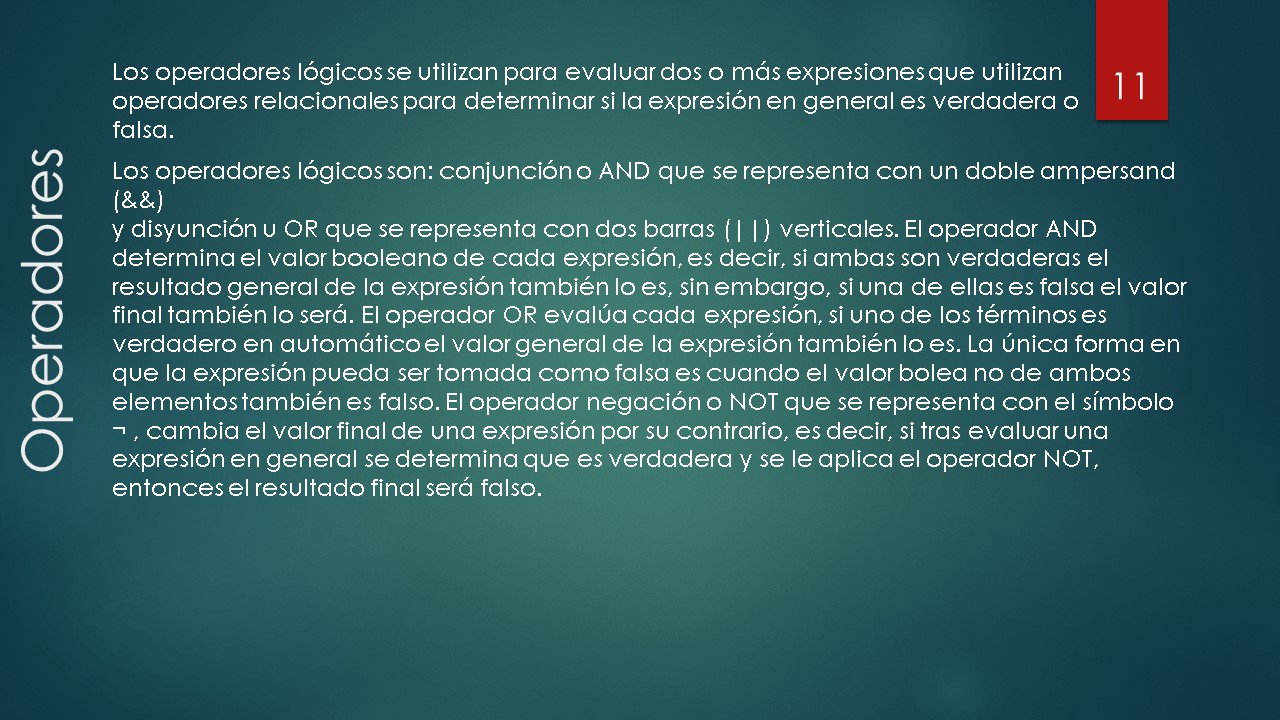 Operadores
11
Los operadores lógicos se utilizan para evaluar dos o más expresiones que utilizan
operadores relacionales para determinar si la expresión en general es verdadera o
falsa.
Los operadores lógicos son: conjunción o AND que se representa con un doble ampersand
(&&)
y disyunción u OR que se representa con dos barras (||) verticales. El operador AND
determina el valor booleano de cada expresión, es decir, si ambas son verdaderas el
resultado general de la expresión también lo es, sin embargo, si una de ellas es falsa el valor
final también lo será. El operador OR evalúa cada expresión, si uno de los términos es
verdadero en automático el valor general de la expresión también lo es. La única forma en
que la expresión pueda ser tomada como falsa es cuando el valor bolea no de ambos
elementos también es falso. El operador negación o NOT que se representa con el símbolo
¬ , cambia el valor final de una expresión por su contrario, es decir, si tras evaluar una
expresión en general se determina que es verdadera y se le aplica el operador NOT,
entonces el resultado final será falso.